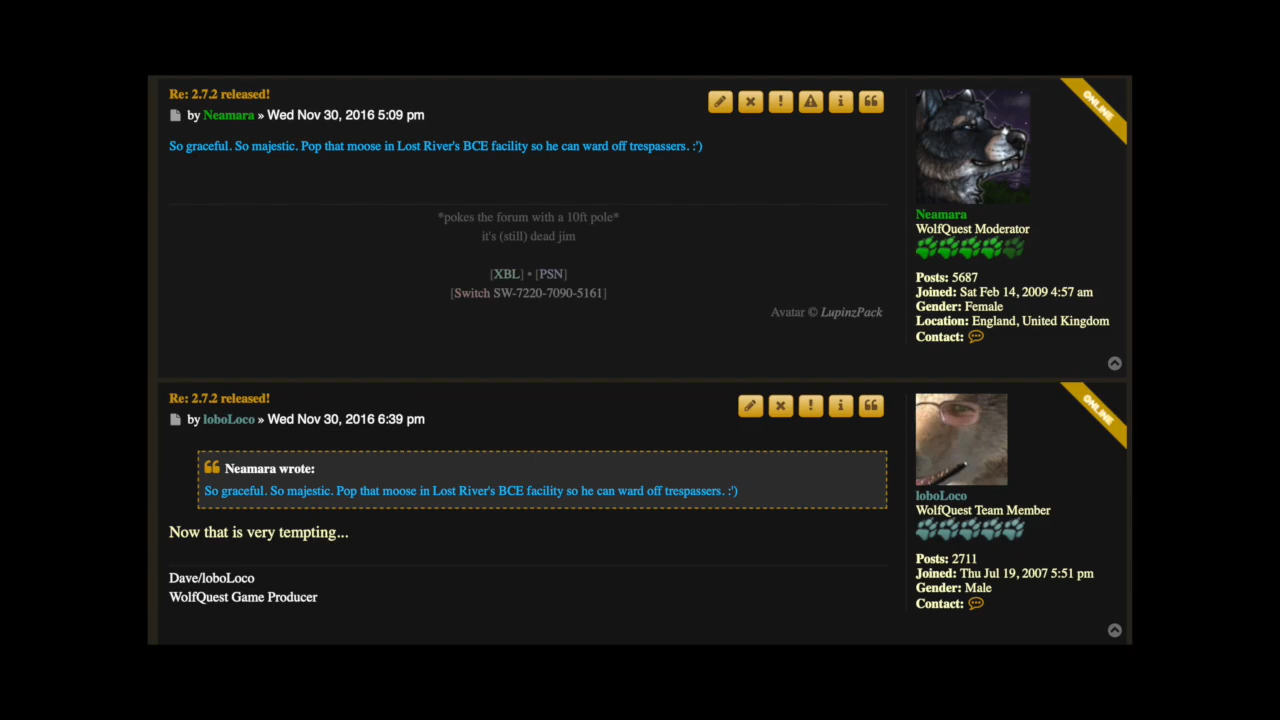 Re: 2.7.2 released!
by Neamara » Wed Nov 30, 2016 5:09 pm
So graceful. So majestic. Pop that moose in Lost River's BCE facility so he can ward off trespassers. :')
*pokes the forum with a 10ft pole*
it's (still) dead jim
[XBL] • [PSN]
[Switch SW-7220-7090-5161]
Avatar © LupinzPack
ONLINE
Neamara
WolfQuest Moderator
Posts: 5687
Joined: Sat Feb 14, 2009 4:57 am
Gender: Female
Location: England, United Kingdom
Contact:
Re: 2.7.2 released!
by loboLoco » Wed Nov 30, 2016 6:39 pm
Neamara wrote:
So graceful. So majestic. Pop that moose in Lost River's BCE facility so he can ward off trespassers. :')
Now that is very tempting...
Dave/loboLoco
WolfQuest Game Producer
ONLINE
loboLoco
WolfQuest Team Member
Posts: 2711
Joined: Thu Jul 19, 2007 5:51 pm
Gender: Male
Contact: